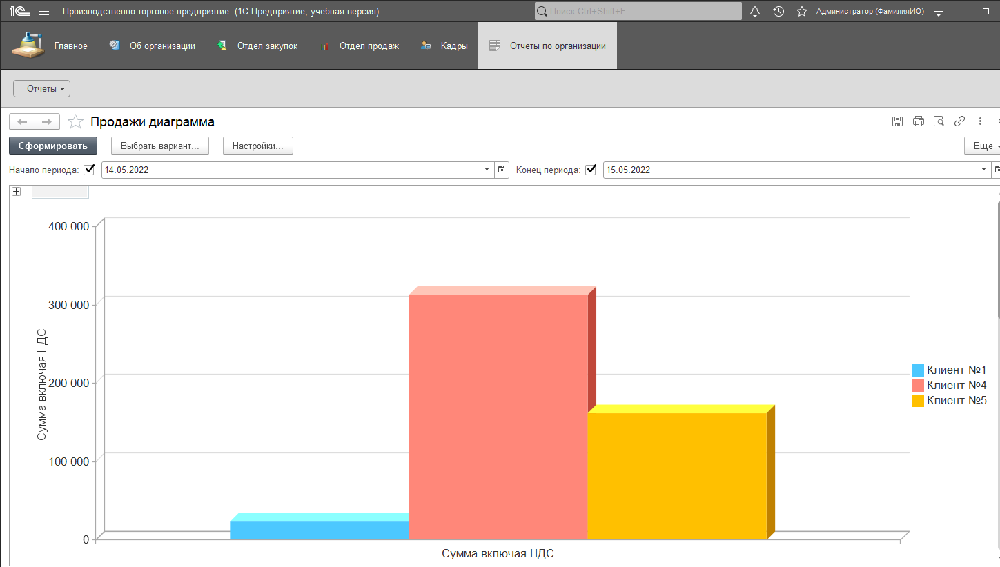 1С Производственно-торговое предприятие (1С:Предприятие, учебная версия) Поиск Ctrl+Shift+F Администратор (ФамилияИО)
Главное Об организации Отдел закупок Отдел продаж Кадры Отчёты по организации
Отчеты
Продажи диаграмма
Сформировать Выбрать вариант... Настройки... Еще
Начало периода: 14.05.2022 Конец периода: 15.05.2022
400 000
300 000
200 000
100 000
0
Сумма включая НДС
Сумма включая НДС
Клиент №1
Клиент №4
Клиент №5